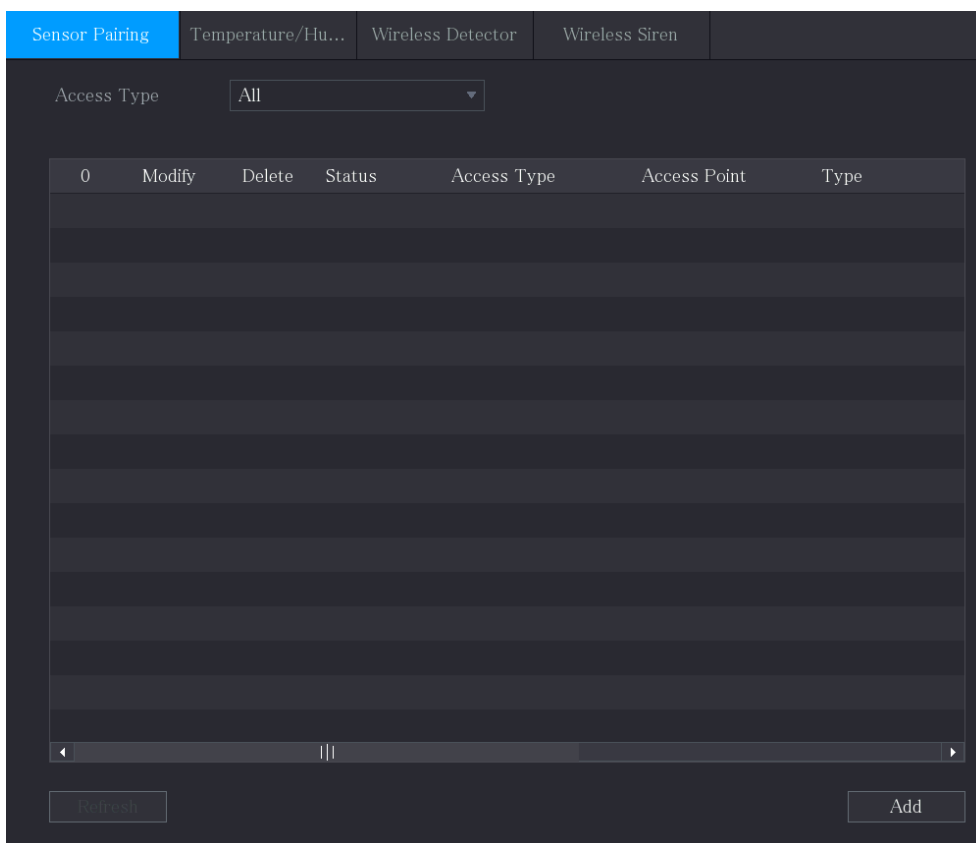 Sensor Pairing Temperature/Hu... Wireless Detector Wireless Siren
Access Type All
0 Modify Delete Status Access Type Access Point Type
Refresh Add